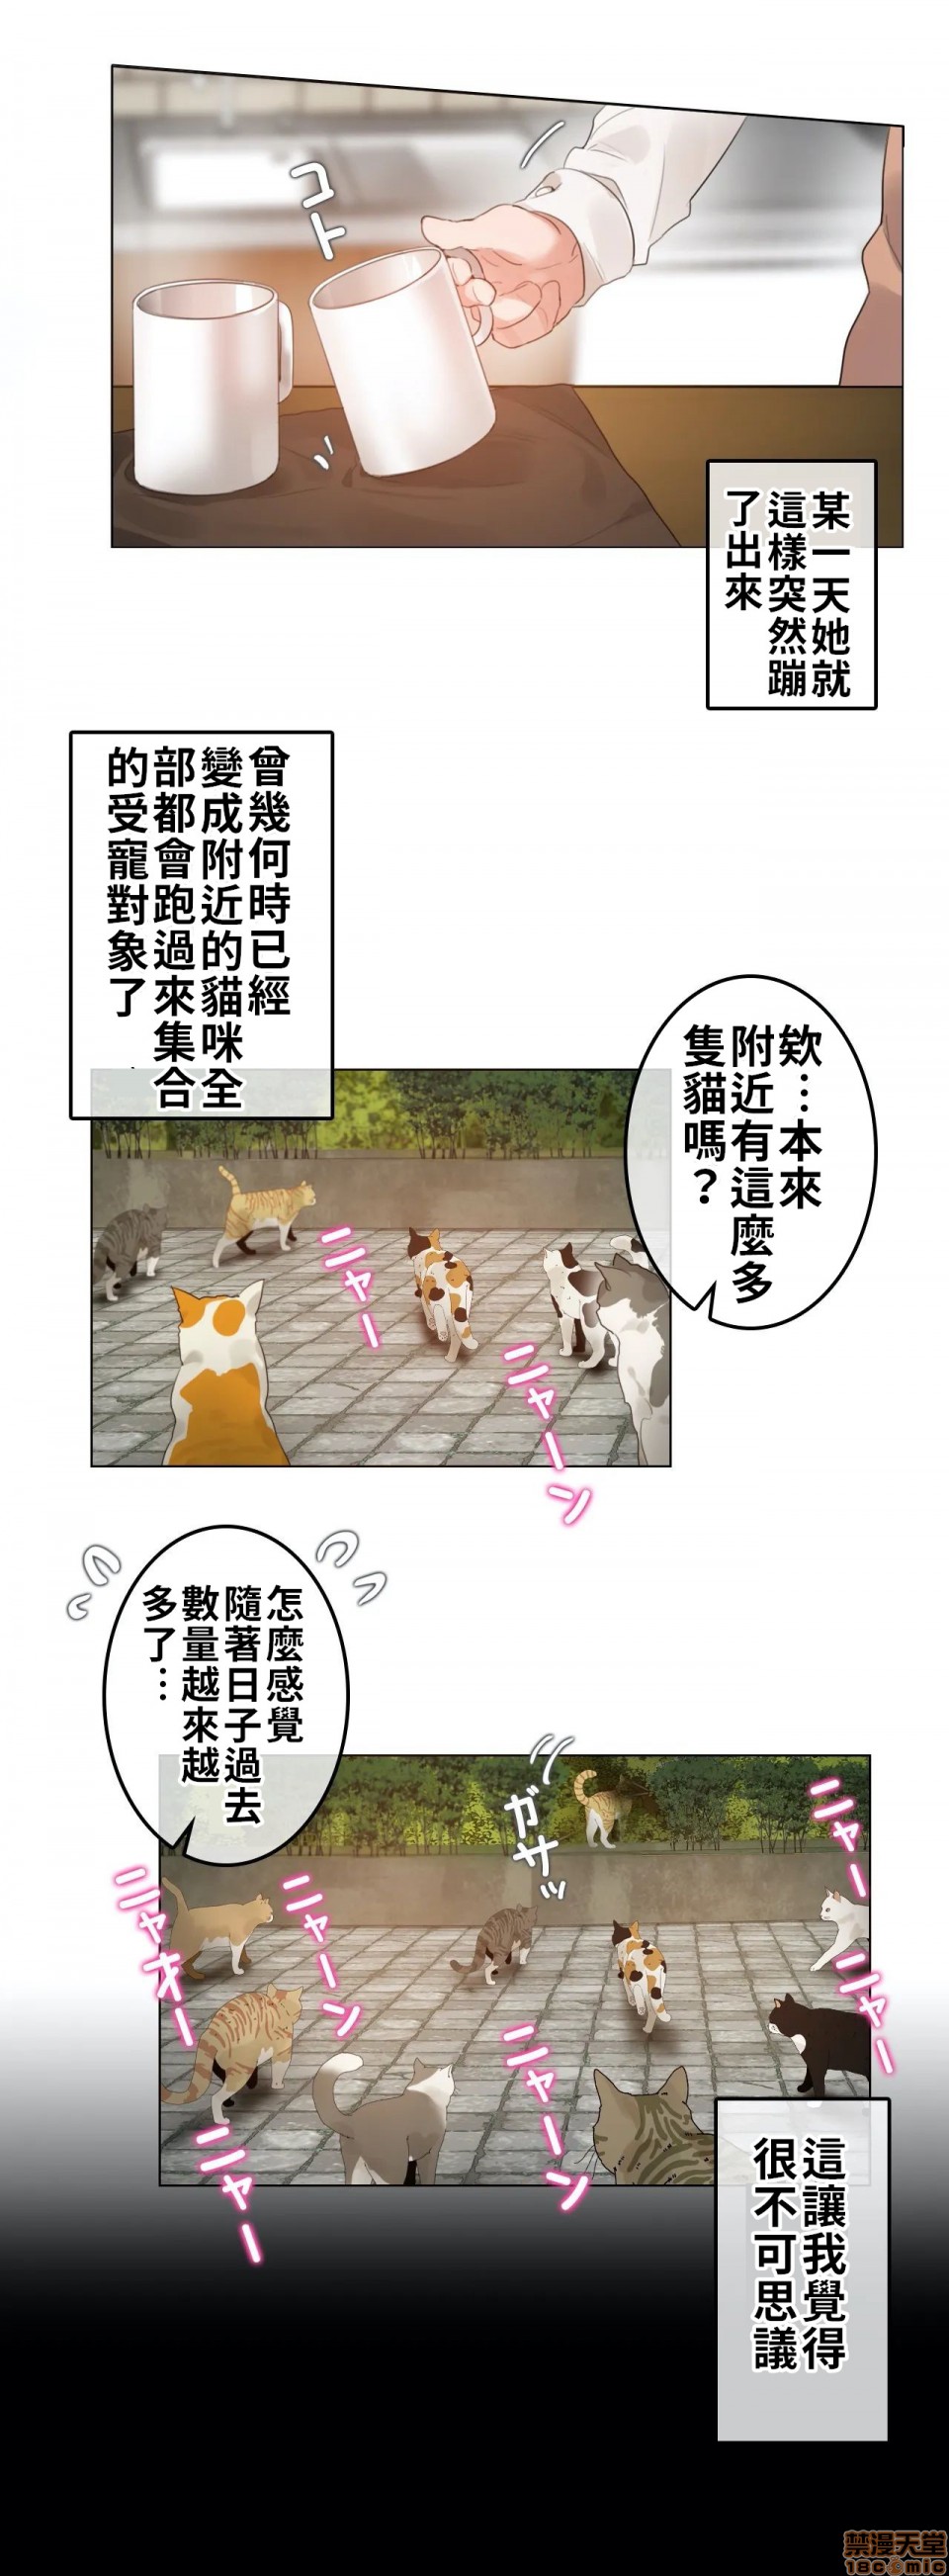 コト
某一天她就
這樣突然蹦
了出來
曾幾何時已經
變成附近的貓咪全
部都會跑過來集合
的受寵對象了
欸…本來
附近有這麼多
隻貓嗎？
ニャー
ニャーン
怎麼感覺
隨著日子過去
數量越來越
多了…
ガサッ
ニャー
ニャオー
ニャーン
ニャー
ニャーン
ニャー
這讓我覺得
很不可思議
禁漫天堂
18comic